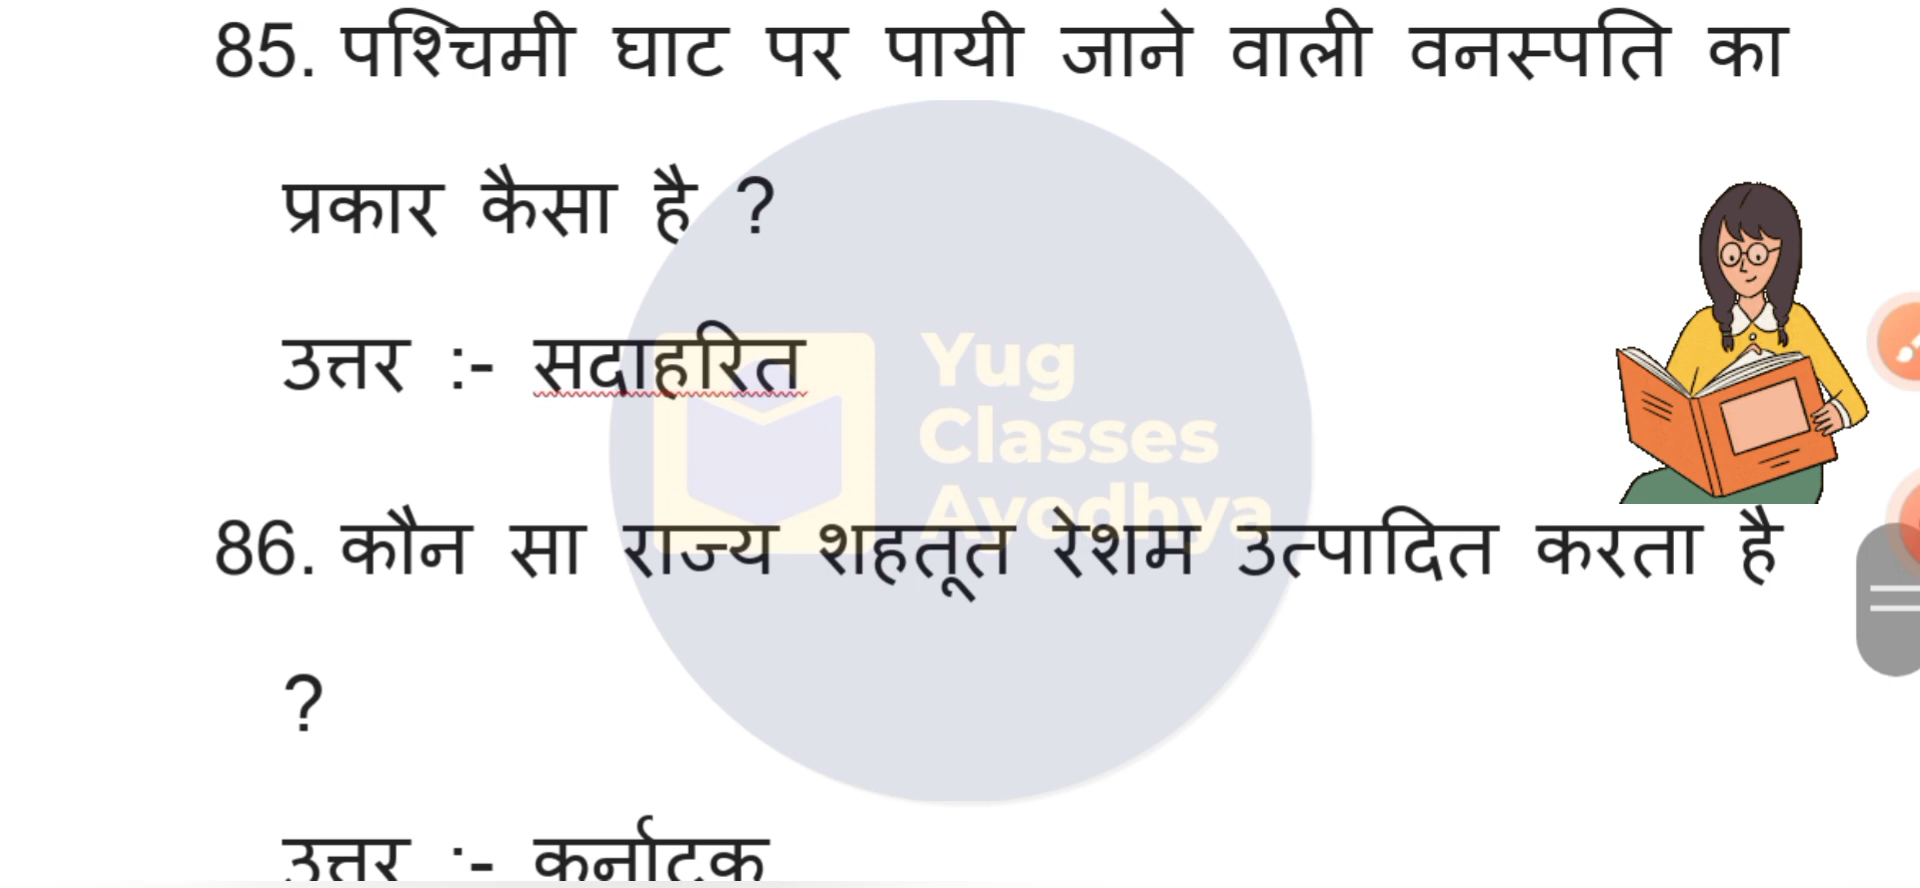 85. पश्चिमी घाट पर पायी जाने वाली वनस्पति का
प्रकार कैसा है ?
उत्तर :- सदाहरित
Yug
Classes
Ayodhya
86. कौन सा राज्य शहतूत रेशम उत्पादित करता है
?
उत्तर :- कर्नाटक